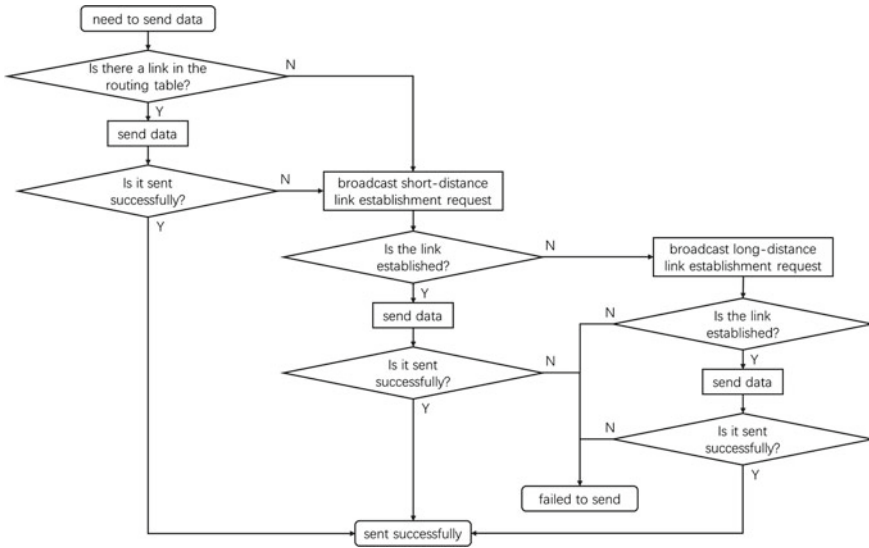 need to send data
Is there a link in the
routing table?
N
Y
send data
Is it sent
successfully?
N
Y
broadcast short-distance
link establishment request
Is the link
established?
N
Y
broadcast long-distance
link establishment request
send data
N
Is the link
established?
Y
Is it sent
successfully?
N
Y
send data
N
Is it sent
successfully?
Y
failed to send
sent successfully